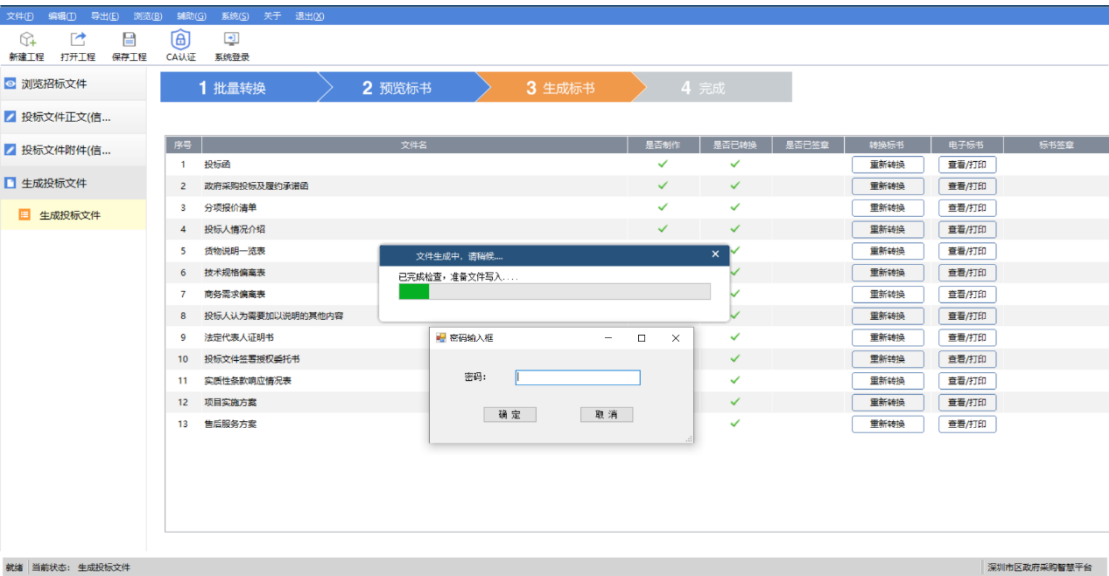 文件(F) 编辑(T) 导出(E) 浏览(B) 辅助(G) 系统(S) 关于 退出(X)
新建工程 打开工程 保存工程 CA认证 系统登录
浏览招标文件
投标文件正文(信...
投标文件附件(信...
生成投标文件
生成投标文件
1 批量转换 2 预览标书 3 生成标书 4 完成
序号 文件名 是否制作 是否已转换 是否已签章 转换标书 电子标书 标书签章
1 投标函 重新转换 查看/打印
2 政府采购投标及履约承诺函 重新转换 查看/打印
3 分项报价清单 重新转换 查看/打印
4 投标人情况介绍 重新转换 查看/打印
5 货物说明一览表 重新转换 查看/打印
6 技术规格偏离表 重新转换 查看/打印
7 商务需求偏离表 重新转换 查看/打印
8 投标人认为需要加以说明的其他内容 重新转换 查看/打印
9 法定代表人证明书 重新转换 查看/打印
10 投标文件签署授权委托书 重新转换 查看/打印
11 实质性条款响应情况表 重新转换 查看/打印
12 项目实施方案 重新转换 查看/打印
13 售后服务方案 重新转换 查看/打印
文件生成中，请稍候....
已完成检查，准备文件写入....
密码输入框
密码：
确定 取消
就绪 当前状态： 生成投标文件 深圳市区政府采购智慧平台